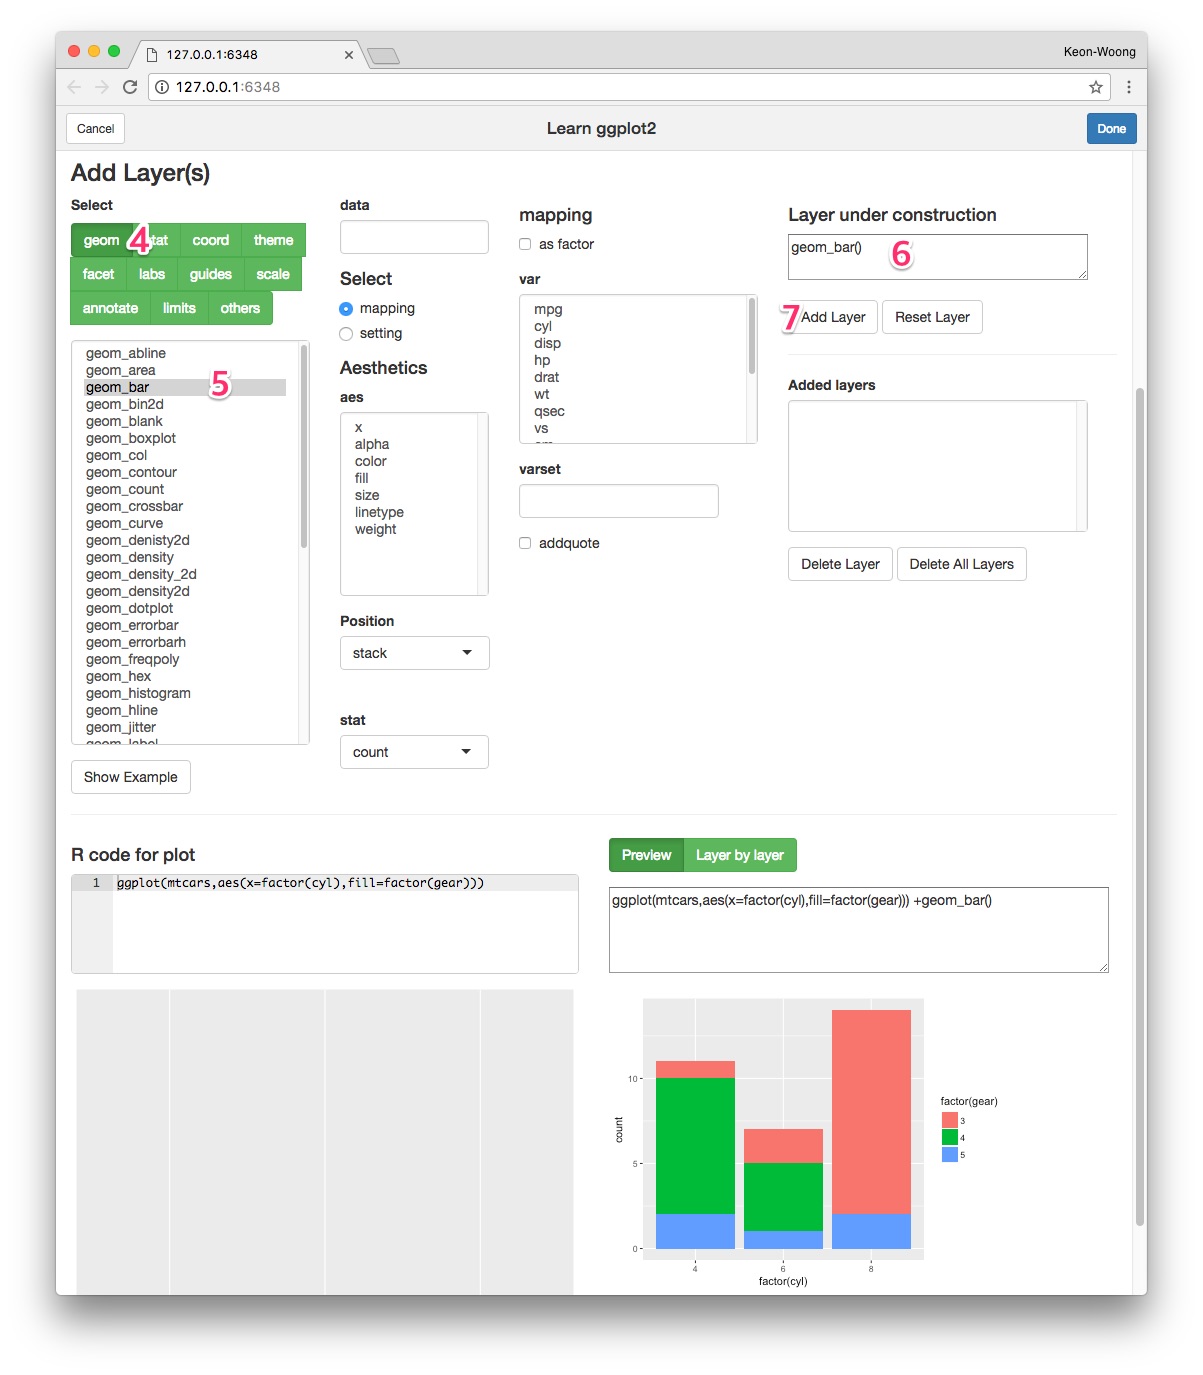 127.0.0.1:6348
Keon-Woong
127.0.0.1:6348
Cancel
Learn ggplot2
Done
Add Layer(s)
Select
geom 4 tat coord theme
facet labs guides scale
annotate limits others
geom_abline
geom_area
geom_bar 5
geom_bin2d
geom_blank
geom_boxplot
geom_col
geom_contour
geom_count
geom_crossbar
geom_curve
geom_denisty2d
geom_density
geom_density_2d
geom_density2d
geom_dotplot
geom_errorbar
geom_errorbarh
geom_freqpoly
geom_hex
geom_histogram
geom_hline
geom_jitter
geom_label
Show Example
data
Select
mapping
setting
Aesthetics
aes
x
alpha
color
fill
size
linetype
weight
Position
stack
stat
count
mapping
as factor
var
mpg
cyl
disp
hp
drat
wt
qsec
vs
am
varset
addquote
Layer under construction
geom_bar() 6
7 Add Layer Reset Layer
Added layers
Delete Layer Delete All Layers
R code for plot
1 ggplot(mtcars,aes(x=factor(cyl),fill=factor(gear)))
Preview Layer by layer
ggplot(mtcars,aes(x=factor(cyl),fill=factor(gear))) +geom_bar()
10
5
0
count
4 6 8
factor(cyl)
factor(gear)
3
4
5